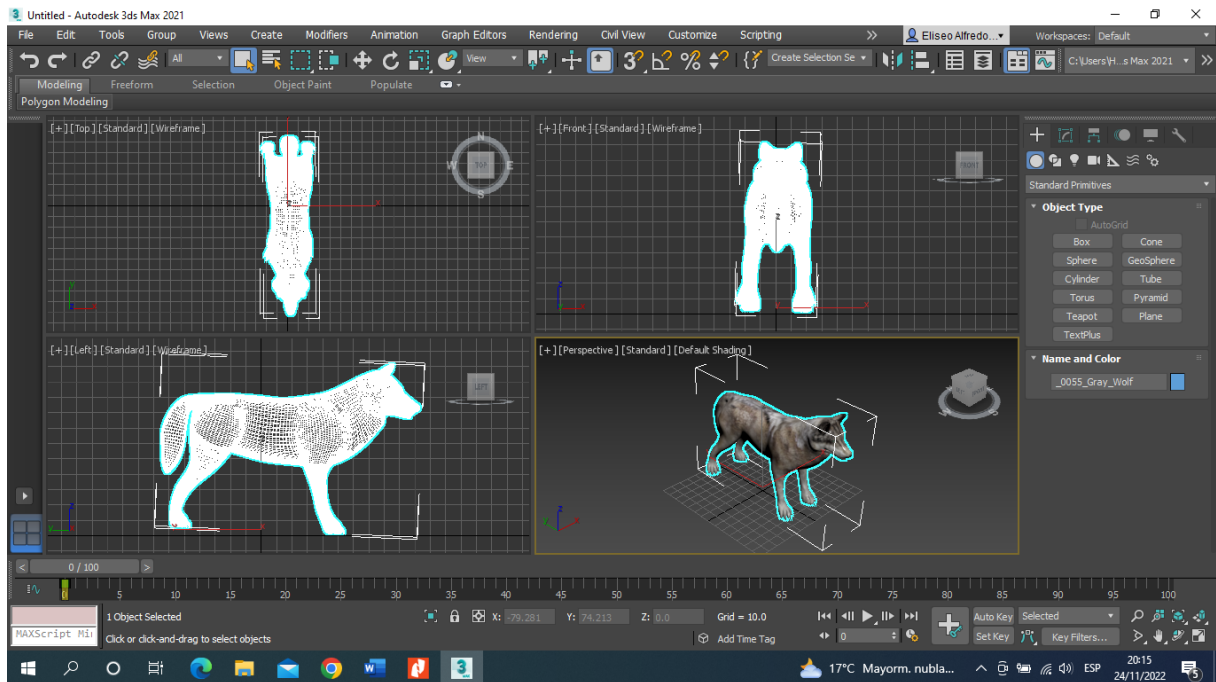 Untitled - Autodesk 3ds Max 2021
File Edit Tools Group Views Create Modifiers Animation Graph Editors Rendering Civil View Customize Scripting >> Eliseo Alfredo... Workspaces: Default
All View Create Selection Se C:\Users\H...s Max 2021 >>
Modeling Freeform Selection Object Paint Populate
Polygon Modeling
[+] [Top] [Standard] [Wireframe]
N
W TOP E
S
x
y
[+] [Front] [Standard] [Wireframe]
FRONT
z
x
[+] [Left] [Standard] [Wireframe]
LEFT
z
[+] [Perspective] [Standard] [Default Shading]
z
x
Standard Primitives
Object Type
AutoGrid
Box Cone
Sphere GeoSphere
Cylinder Tube
Torus Pyramid
Teapot Plane
TextPlus
Name and Color
_0055_Gray_Wolf
< 0 / 100 >
0 5 10 15 20 25 30 35 40 45 50 55 60 65 70 75 80 85 90 95 100
1 Object Selected X: -79.281 Y: 74.213 Z: 0.0 Grid = 10.0 Auto Key Selected
MAXScript Mi Click or click-and-drag to select objects Add Time Tag 0 Set Key Key Filters...
17°C Mayorm. nubla... ESP 20:15
24/11/2022 5